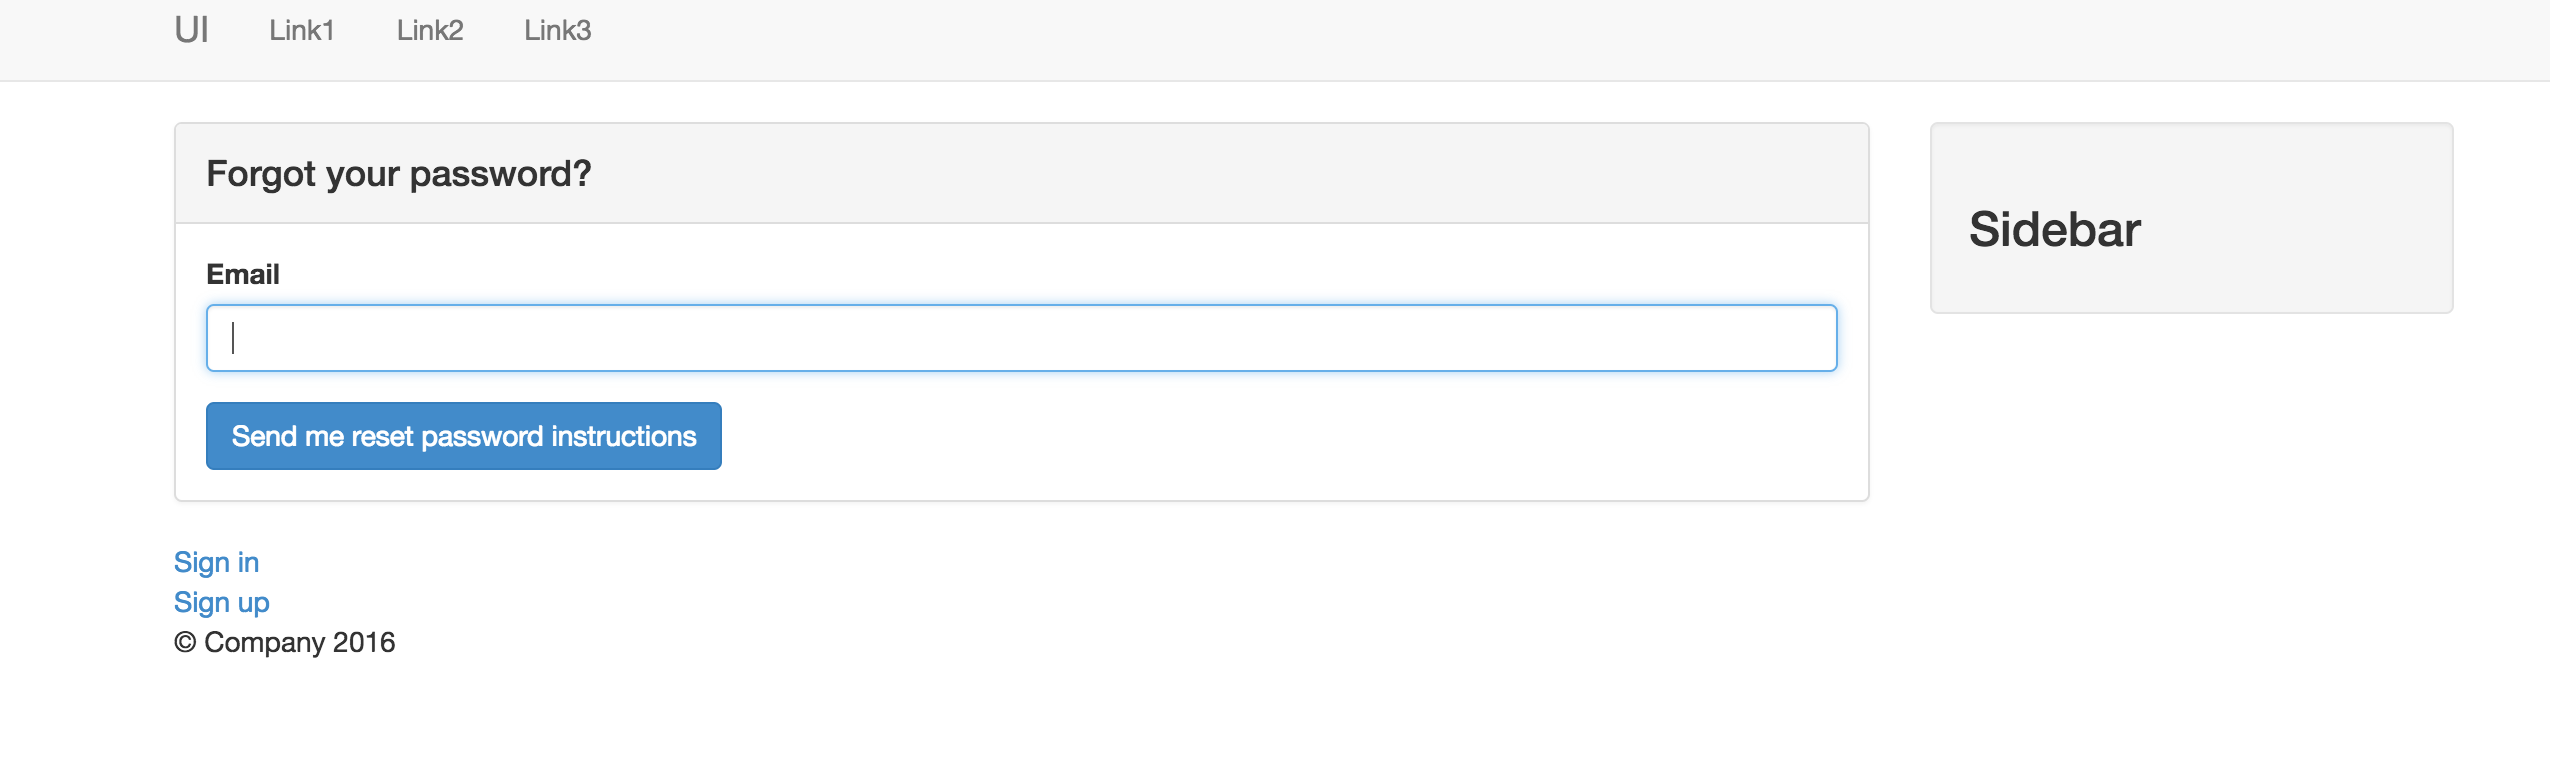 UI Link1 Link2 Link3
Forgot your password?
Email
Send me reset password instructions
Sidebar
Sign in
Sign up
© Company 2016